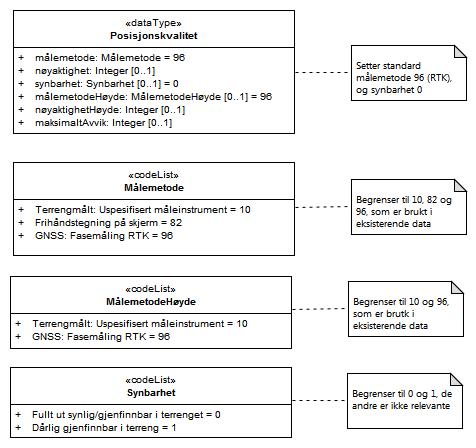 «dataType»
Posisjonskvalitet
+ målemetode: Målemetode = 96
+ nøyaktighet: Integer [0..1]
+ synbarhet: Synbarhet [0..1] = 0
+ målemetodeHøyde: MålemetodeHøyde [0..1] = 96
+ nøyaktighetHøyde: Integer [0..1]
+ maksimaltAvvik: Integer [0..1]
Setter standard
målemetode 96 (RTK),
og synbarhet 0
«codeList»
Målemetode
+ Terrengmålt: Uspesifisert måleinstrument = 10
+ Frihåndstegning på skjerm = 82
+ GNSS: Fasemåling RTK = 96
Begrenser til 10, 82 og
96, som er brukt i
eksisterende data
«codeList»
MålemetodeHøyde
+ Terrengmålt: Uspesifisert måleinstrument = 10
+ GNSS: Fasemåling RTK = 96
Begrenser til 10 og 96,
som er brutk i
eksisterende data
«codeList»
Synbarhet
+ Fullt ut synlig/gjenfinnbar i terrenget = 0
+ Dårlig gjenfinnbar i terreng = 1
Begrenser til 0 og 1, de
andre er ikke relevante